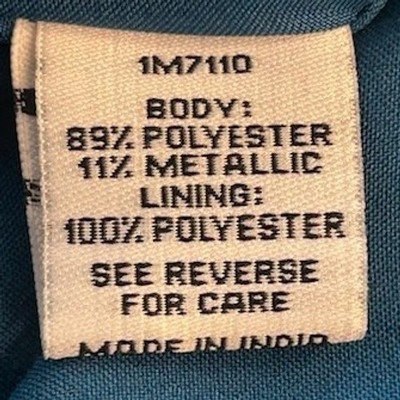 1M7110
BODY:
89% POLYESTER
11% METALLIC
LINING:
100% POLYESTER
SEE REVERSE
FOR CARE
MADE IN INDIA